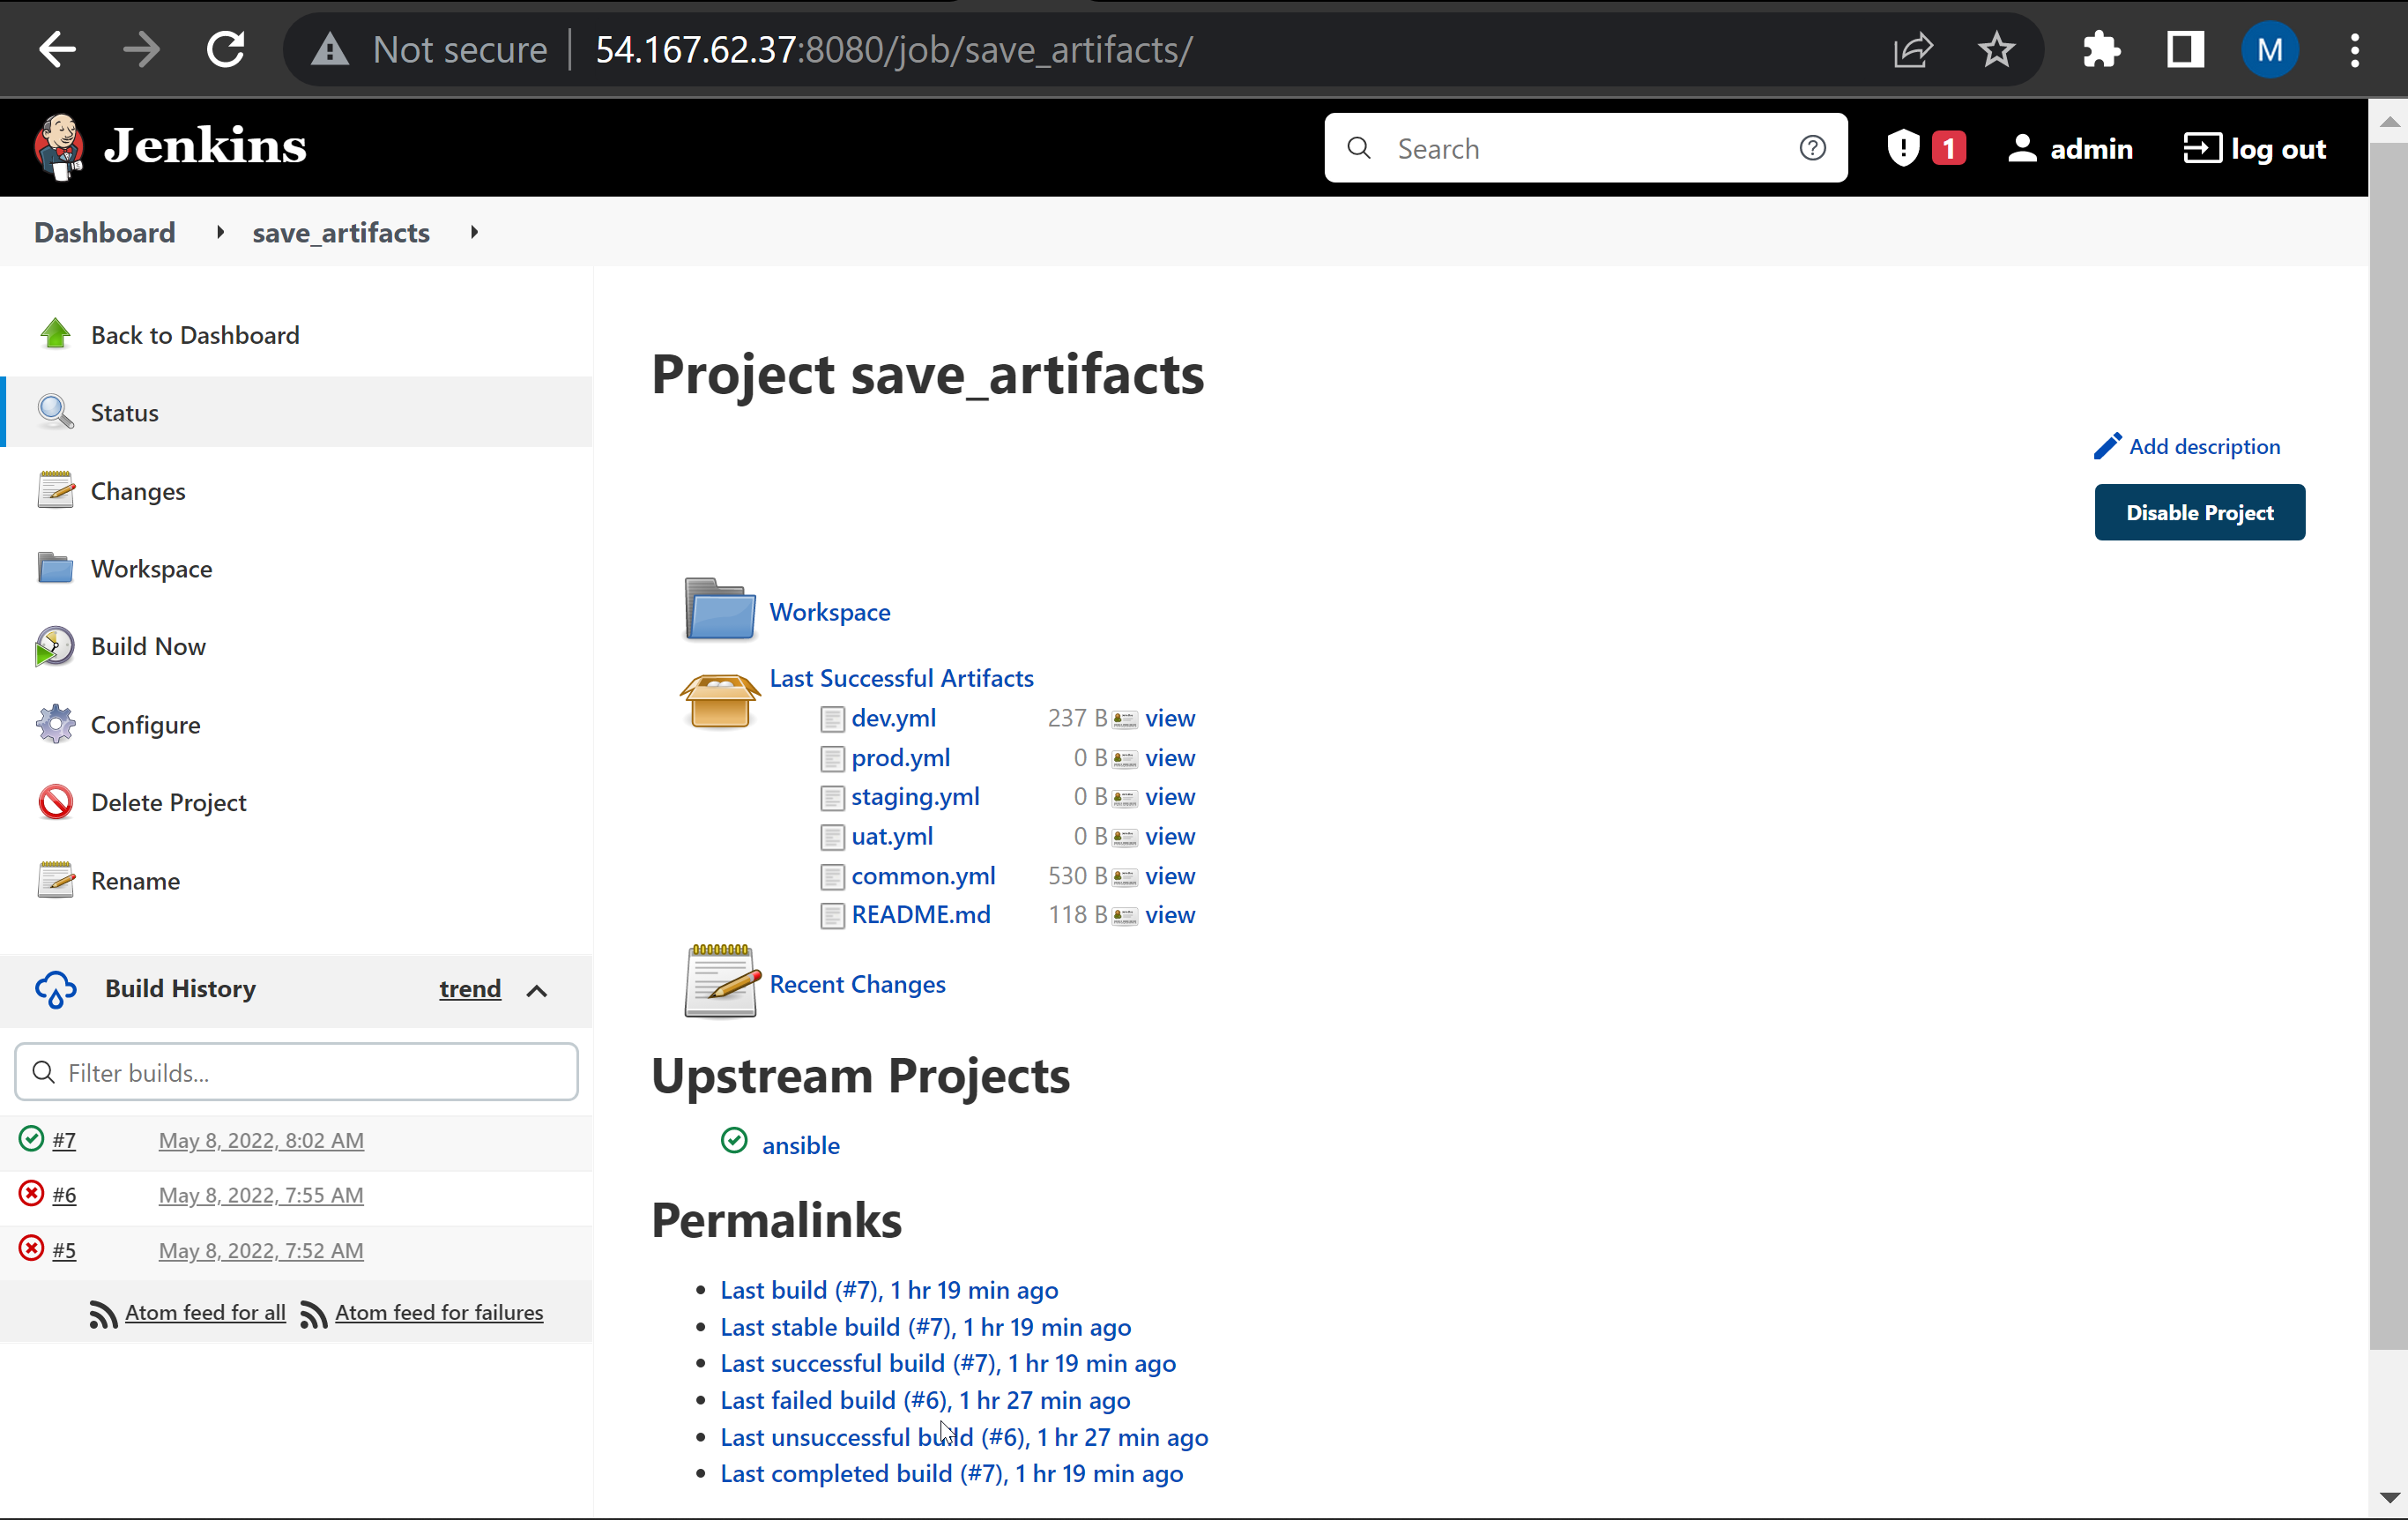 Not secure 54.167.62.37:8080/job/save_artifacts/ M
Jenkins Search 1 admin log out
Dashboard save_artifacts
Back to Dashboard
Status
Changes
Workspace
Build Now
Configure
Delete Project
Rename
Build History trend
Filter builds...
#7 May 8, 2022, 8:02 AM
#6 May 8, 2022, 7:55 AM
#5 May 8, 2022, 7:52 AM
Atom feed for all Atom feed for failures
Project save_artifacts
Add description
Disable Project
Workspace
Last Successful Artifacts
dev.yml 237 B view
prod.yml 0 B view
staging.yml 0 B view
uat.yml 0 B view
common.yml 530 B view
README.md 118 B view
Recent Changes
Upstream Projects
ansible
Permalinks
Last build (#7), 1 hr 19 min ago
Last stable build (#7), 1 hr 19 min ago
Last successful build (#7), 1 hr 19 min ago
Last failed build (#6), 1 hr 27 min ago
Last unsuccessful build (#6), 1 hr 27 min ago
Last completed build (#7), 1 hr 19 min ago